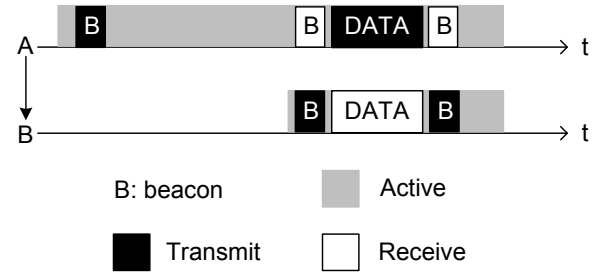 B B DATA B
A t
B DATA B
B t
B: beacon Active
Transmit Receive